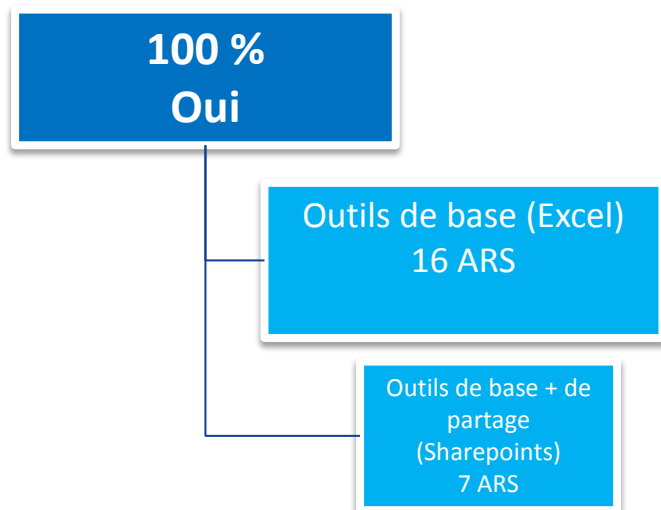 100 %
Oui
Outils de base (Excel)
16 ARS
Outils de base + de
partage
(Sharepoints)
7 ARS